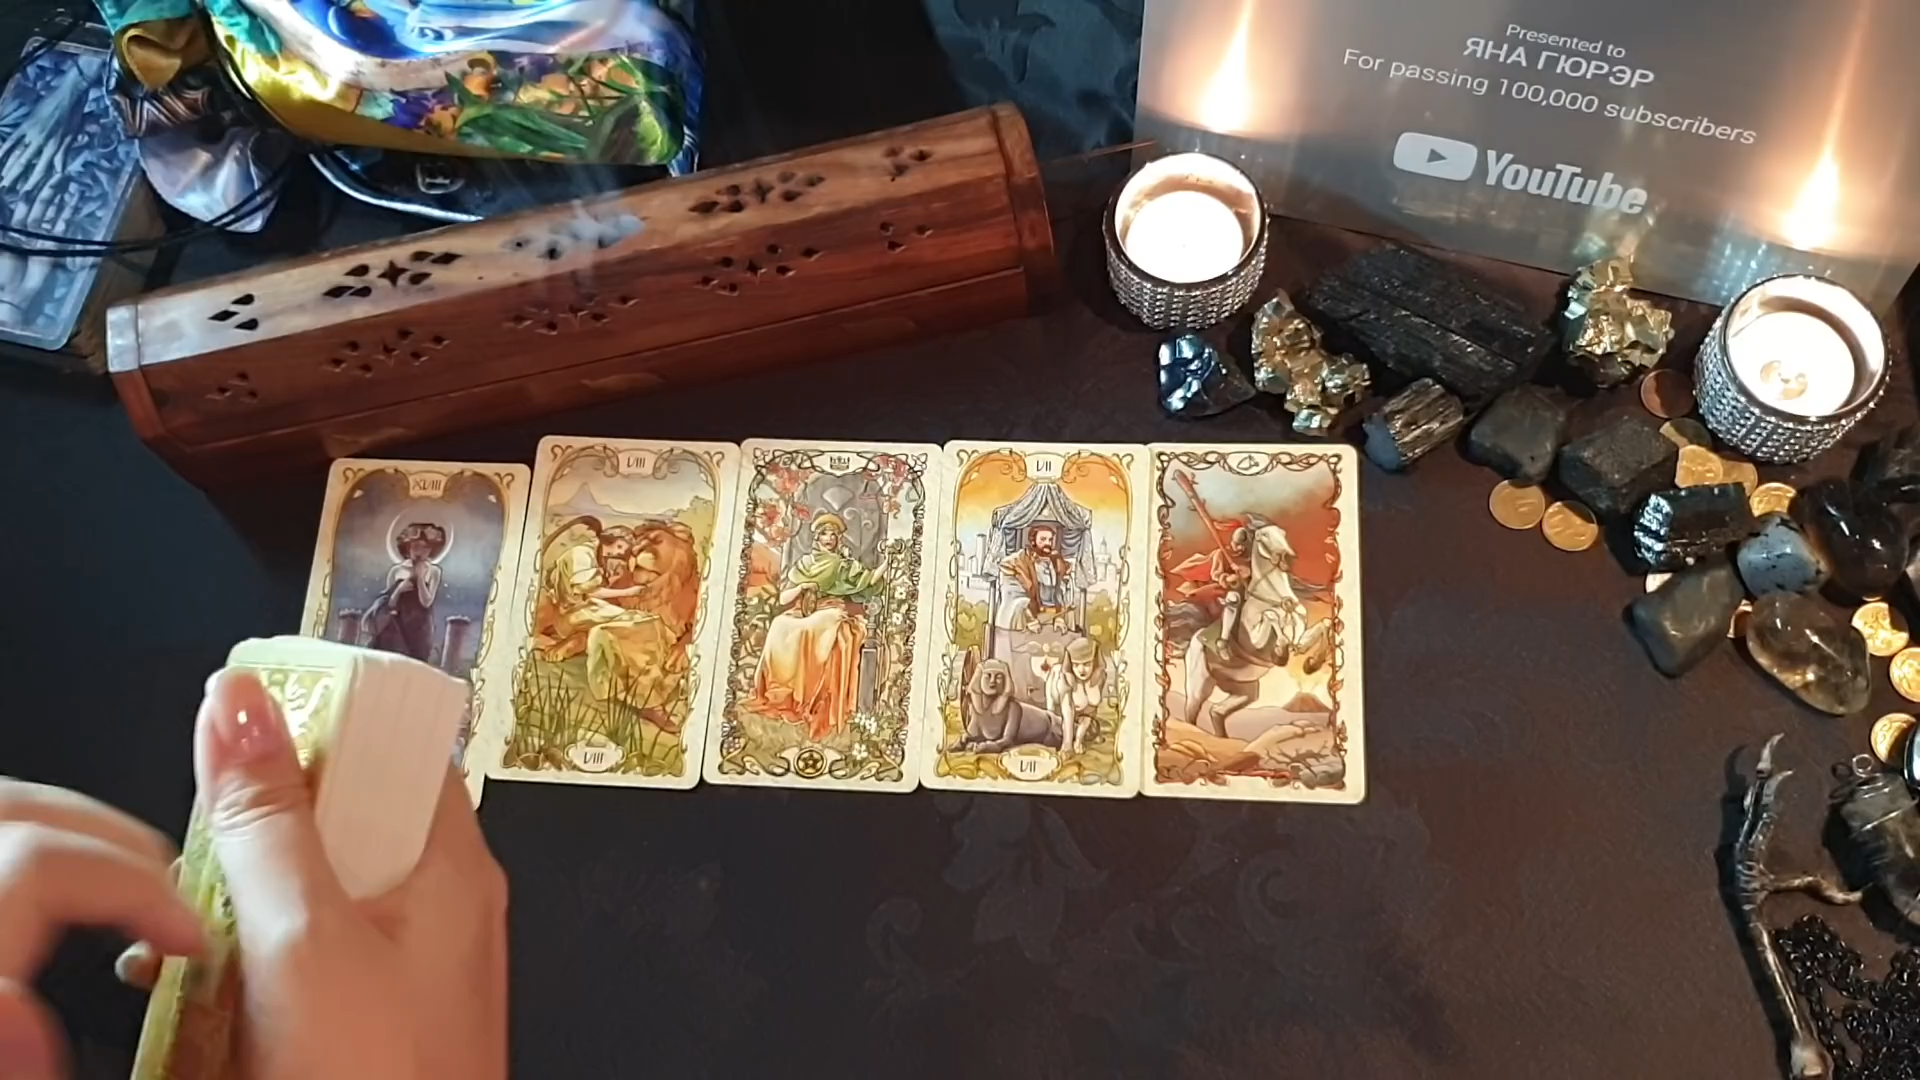 Presented to
ЯНА ГЮРЭР
For passing 100,000 subscribers
YouTube
XVIII
VIII
VIII
VII
VII